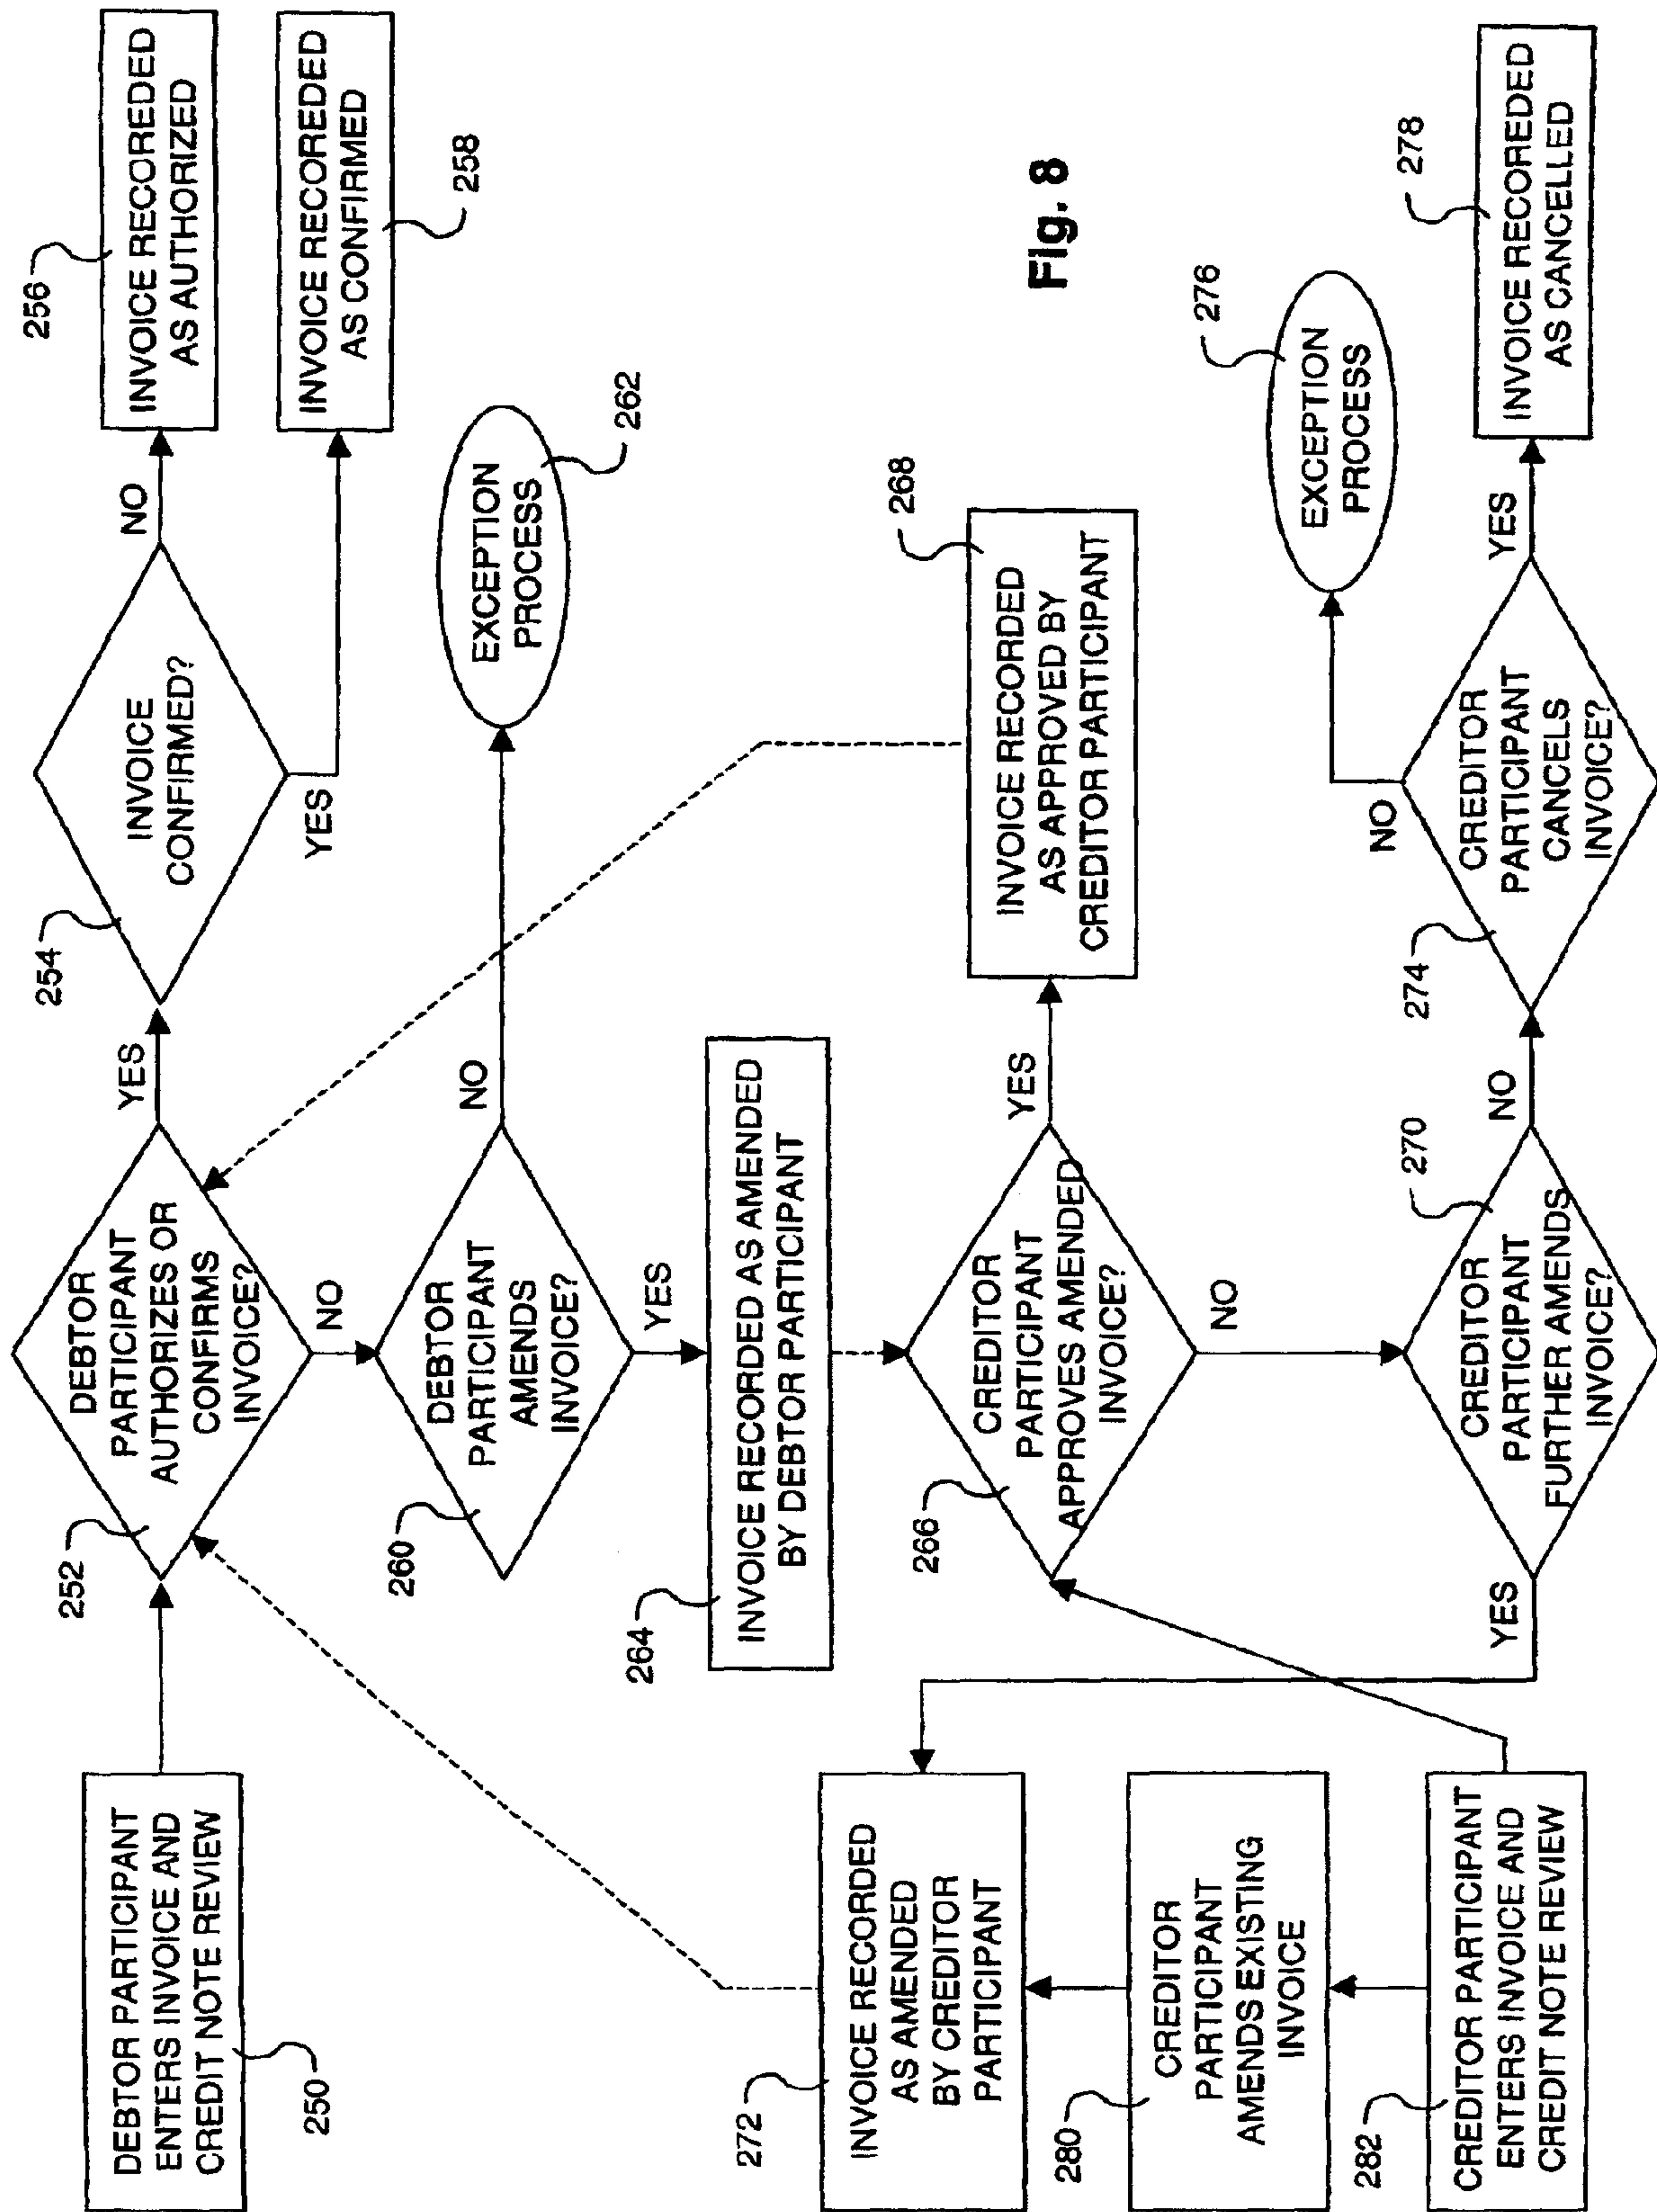 DEBTOR PARTICIPANT
ENTERS INVOICE AND
CREDIT NOTE REVIEW
250
252
DEBTOR
PARTICIPANT
AUTHORIZES OR
CONFIRMS
INVOICE?
YES
NO
254
INVOICE
CONFIRMED?
NO
YES
256
INVOICE RECOREDED
AS AUTHORIZED
INVOICE RECOREDED
AS CONFIRMED
258
260
DEBTOR
PARTICIPANT
AMENDS
INVOICE?
NO
YES
EXCEPTION
PROCESS
262
264
INVOICE RECORDED AS AMENDED
BY DEBTOR PARTICIPANT
266
CREDITOR
PARTICIPANT
APPROVES AMENDED
INVOICE?
YES
NO
268
INVOICE RECORDED
AS APPROVED BY
CREDITOR PARTICIPANT
Fig. 8
272
INVOICE RECORDED
AS AMENDED
BY CREDITOR
PARTICIPANT
280
CREDITOR
PARTICIPANT
AMENDS EXISTING
INVOICE
282
CREDITOR PARTICIPANT
ENTERS INVOICE AND
CREDIT NOTE REVIEW
270
CREDITOR
PARTICIPANT
FURTHER AMENDS
INVOICE?
YES
NO
274
CREDITOR
PARTICIPANT
CANCELS
INVOICE?
NO
YES
276
EXCEPTION
PROCESS
278
INVOICE RECOREDED
AS CANCELLED